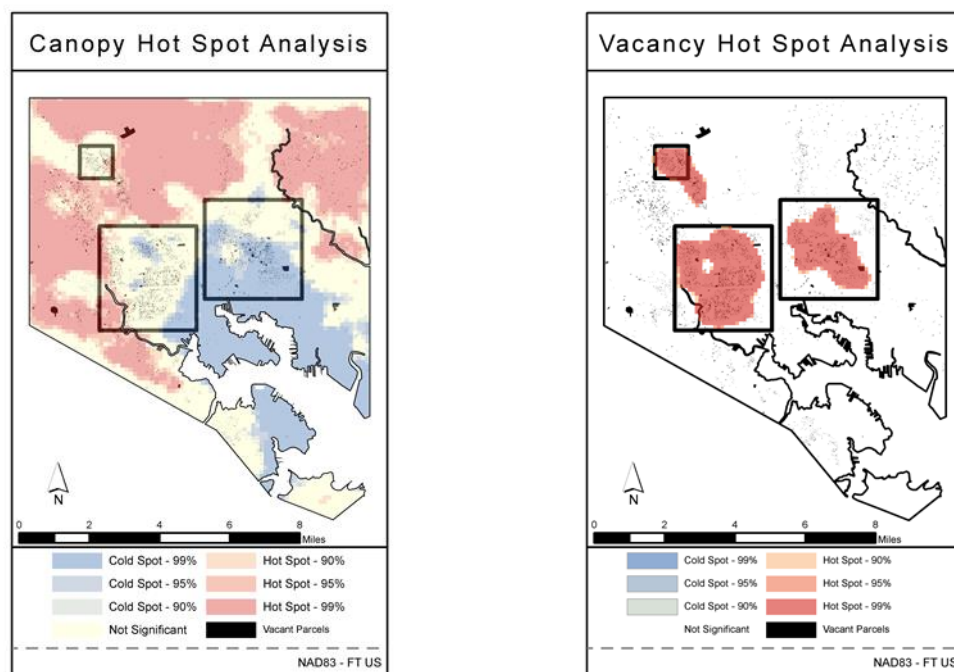 Canopy Hot Spot Analysis
N
0 2 4 6 8
Miles
Cold Spot - 99% Hot Spot - 90%
Cold Spot - 95% Hot Spot - 95%
Cold Spot - 90% Hot Spot - 99%
Not Significant Vacant Parcels
NAD83 - FT US
Vacancy Hot Spot Analysis
N
0 2 4 6 8
Miles
Cold Spot - 99% Hot Spot - 90%
Cold Spot - 95% Hot Spot - 95%
Cold Spot - 90% Hot Spot - 99%
Not Significant Vacant Parcels
NAD83 - FT US